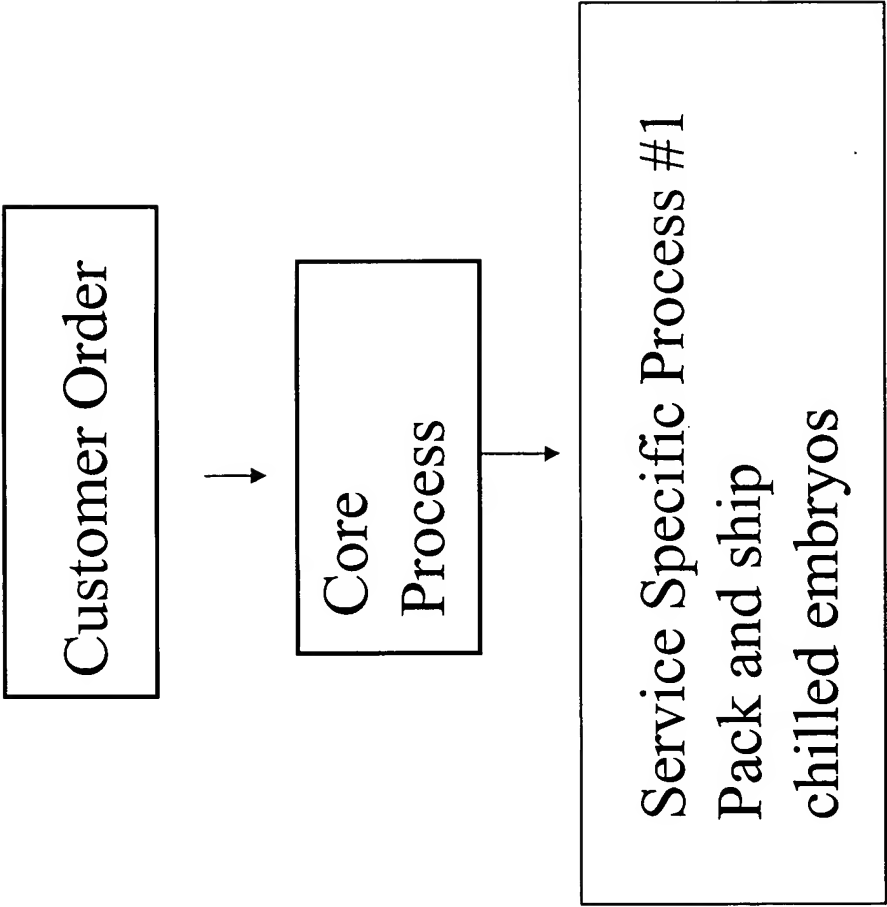 Customer Order
Core
Process
Service Specific Process #1
Pack and ship
chilled embryos